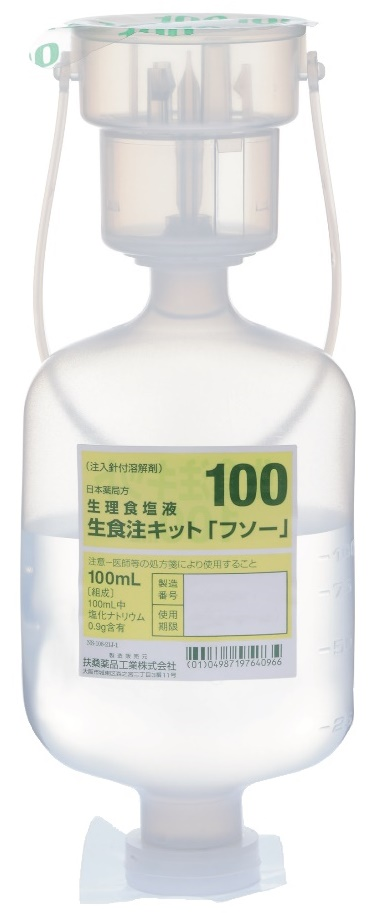 100
（注入針付溶解剤）
日本薬局方
100
生理食塩液
生食注キット「フソー」
注意－医師等の処方箋により使用すること
100mL
〔組成〕
100mL中
塩化ナトリウム
0.9g含有
製造
番号
使用
期限
製造販売元
扶桑薬品工業株式会社
(01)04987197640966